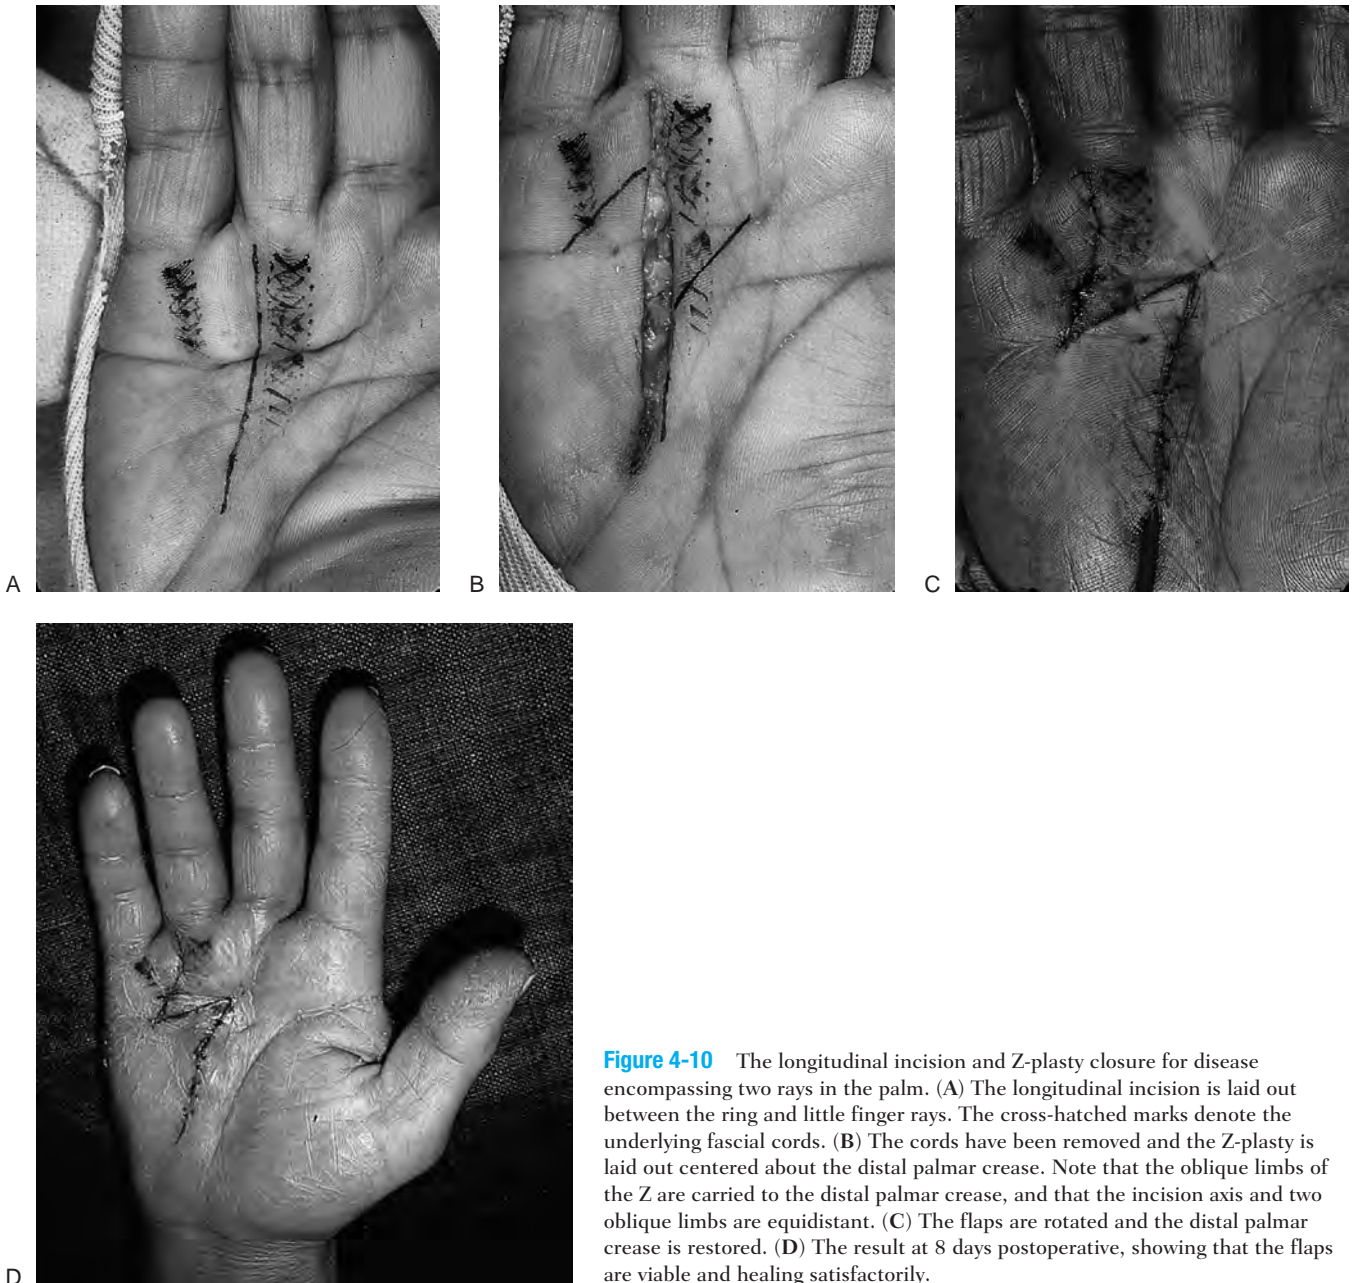 A
B
C
D
Figure 4-10 The longitudinal incision and Z-plasty closure for disease
encompassing two rays in the palm. (A) The longitudinal incision is laid out
between the ring and little finger rays. The cross-hatched marks denote the
underlying fascial cords. (B) The cords have been removed and the Z-plasty is
laid out centered about the distal palmar crease. Note that the oblique limbs of
the Z are carried to the distal palmar crease, and that the incision axis and two
oblique limbs are equidistant. (C) The flaps are rotated and the distal palmar
crease is restored. (D) The result at 8 days postoperative, showing that the flaps
are viable and healing satisfactorily.